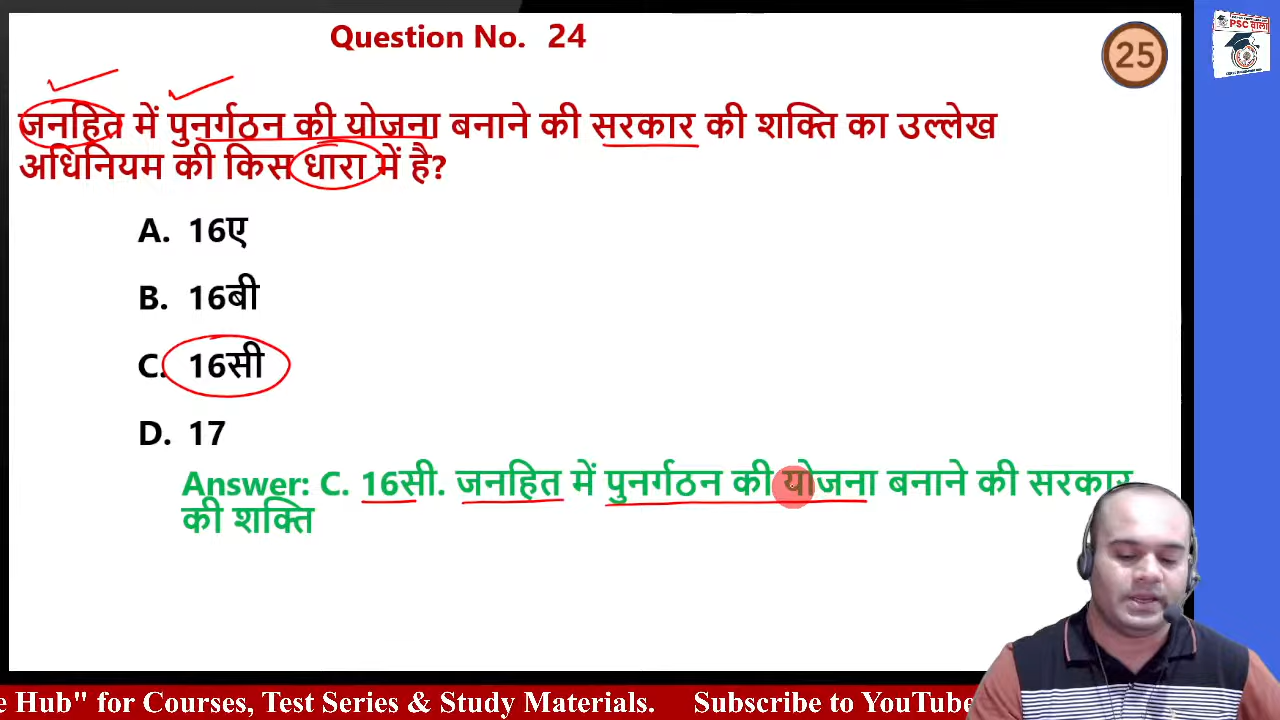 Question No. 24
25
PSC वाला
जनहित में पुनर्गठन की योजना बनाने की सरकार की शक्ति का उल्लेख
अधिनियम की किस धारा में है?
A. 16ए
B. 16बी
C. 16सी
D. 17
Answer: C. 16सी. जनहित में पुनर्गठन की योजना बनाने की सरकार
की शक्ति
e Hub" for Courses, Test Series & Study Materials. Subscribe to YouTube